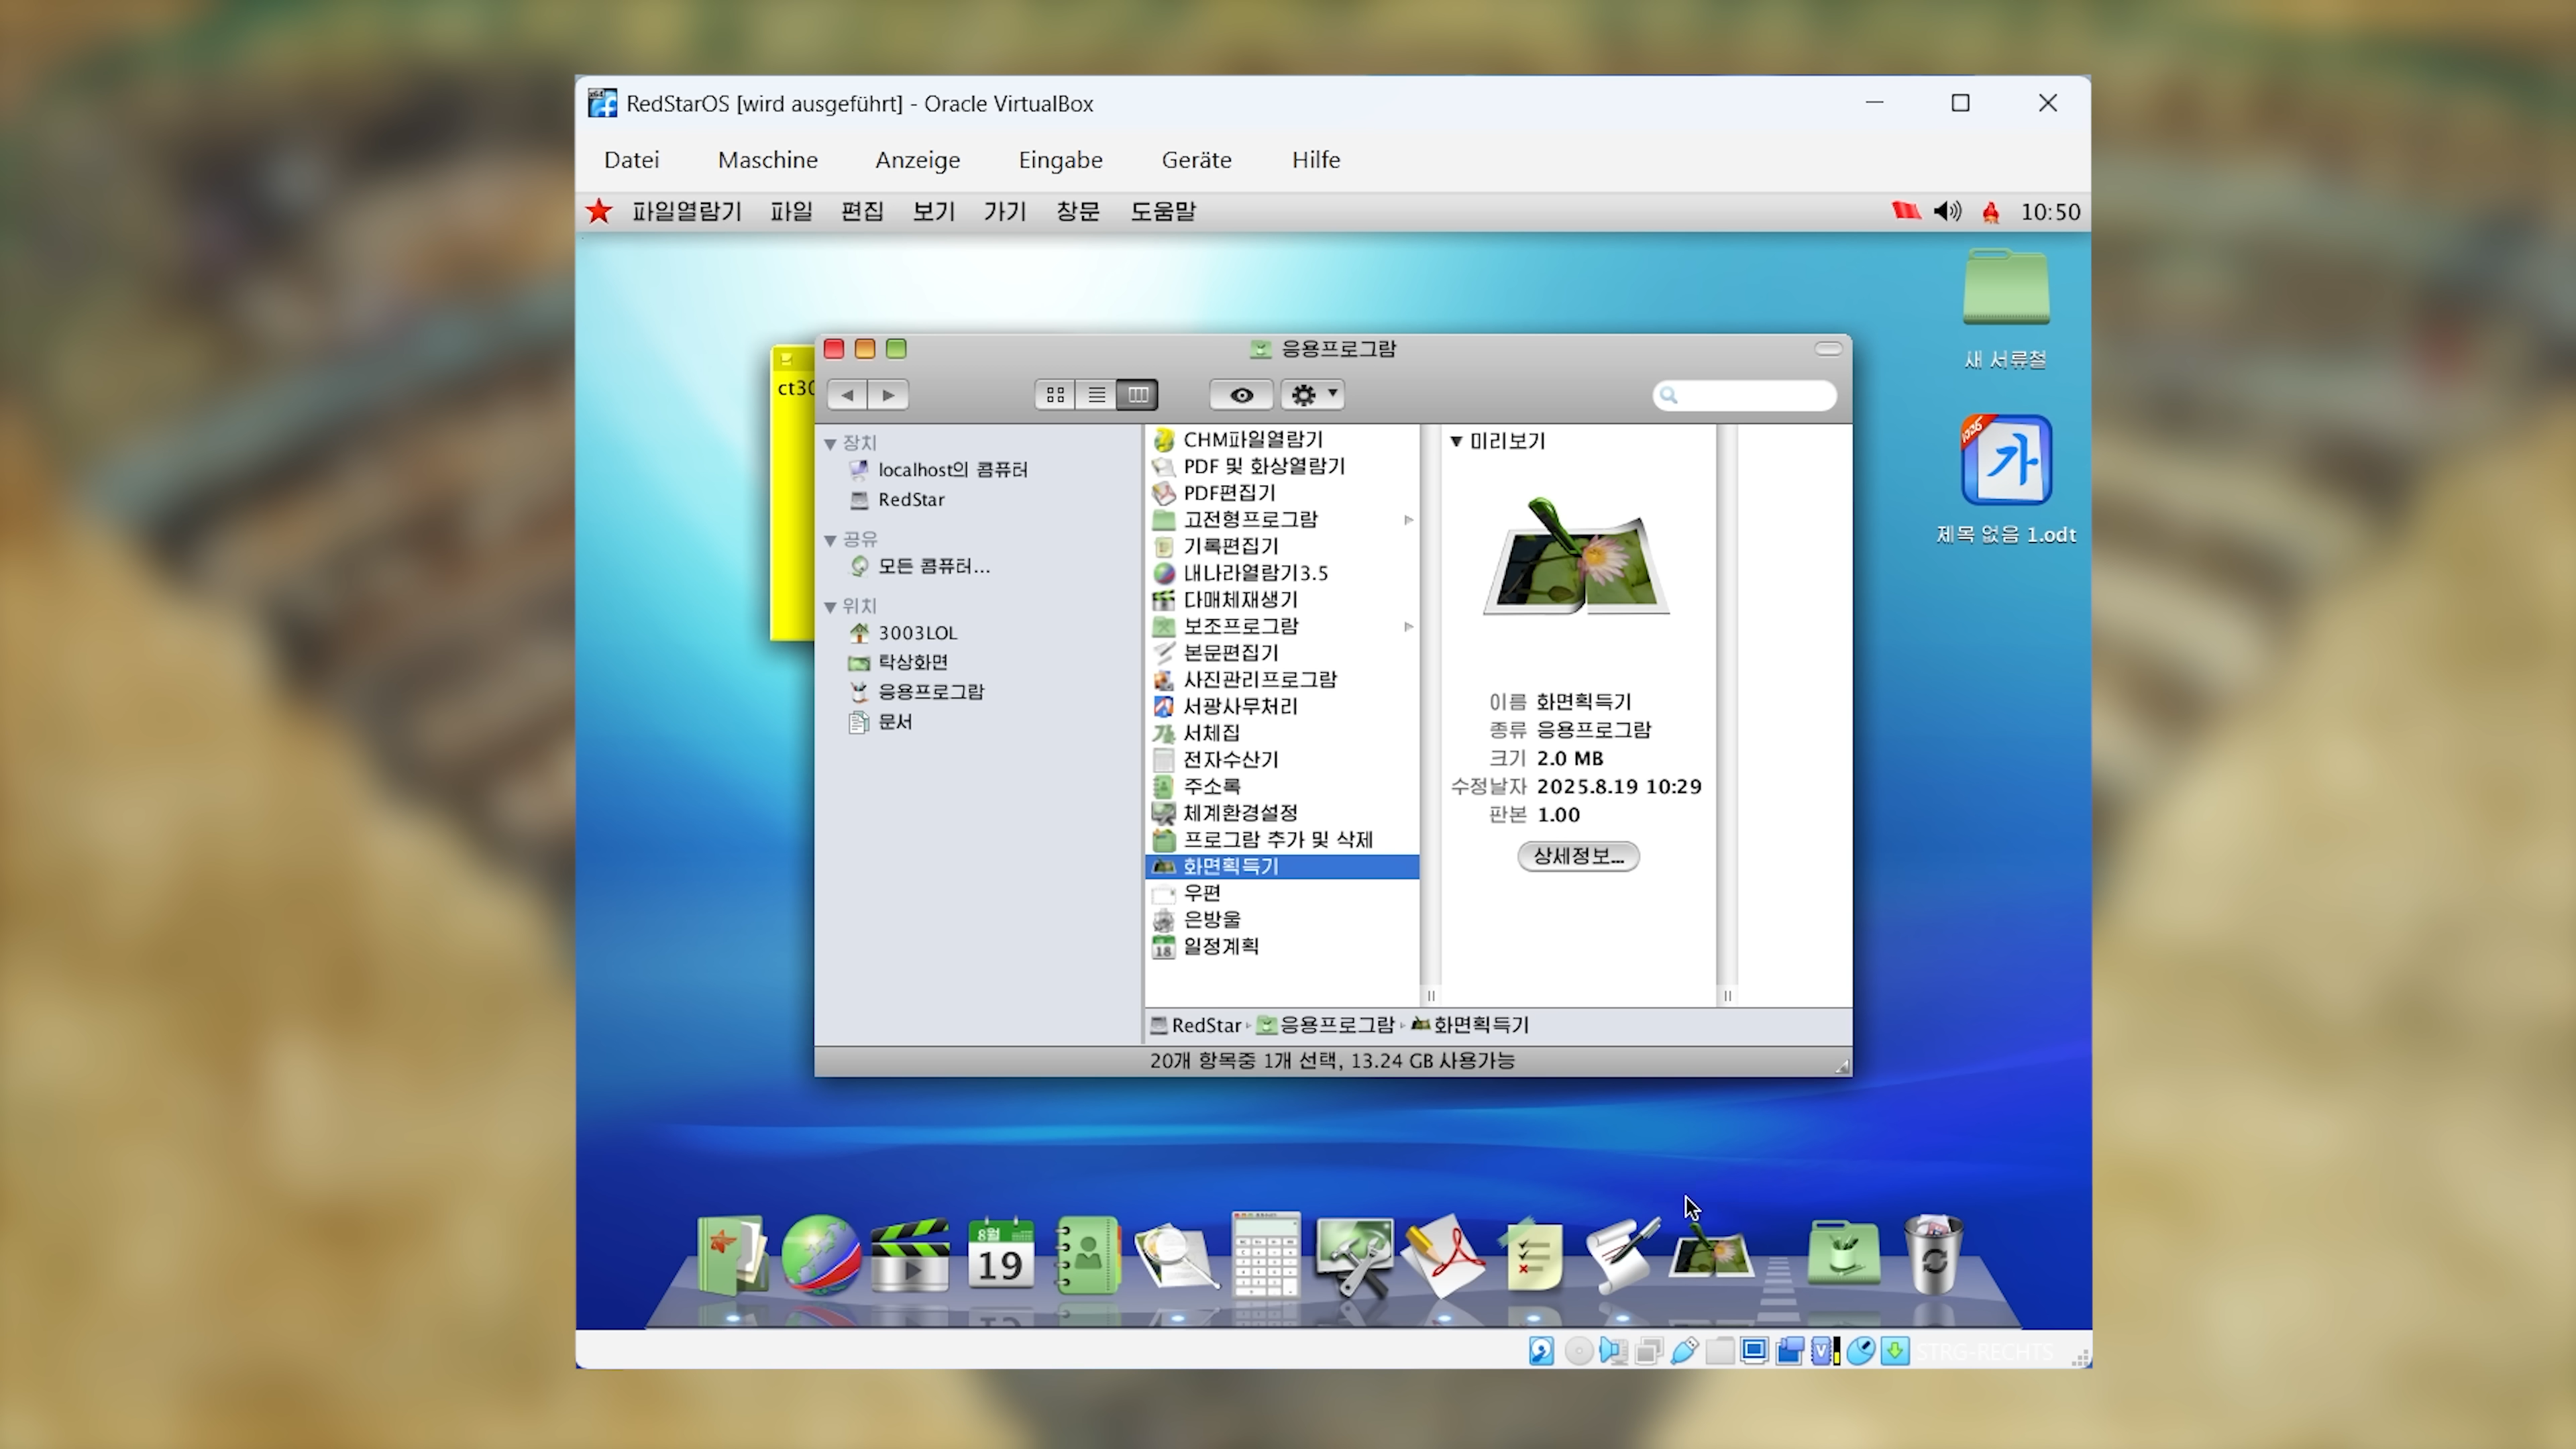 RedStarOS [wird ausgeführt] - Oracle VirtualBox
Datei Maschine Anzeige Eingabe Geräte Hilfe
파일열람기 파일 편집 보기 가기 창문 도움말 10:50
새 서류철
제목 없음 1.odt
가
응용프로그람
장치
localhost의 콤퓨터
RedStar
공유
모든 콤퓨터...
위치
3003LOL
탁상화면
응용프로그람
문서
CHM파일열람기
PDF 및 화상열람기
PDF편집기
고전형프로그람
기록편집기
내나라열람기3.5
다매체재생기
보조프로그람
본문편집기
사진관리프로그람
서광사무처리
서체집
전자수산기
주소록
체계환경설정
프로그람 추가 및 삭제
화면획득기
우편
은방울
일정계획
미리보기
이름 화면획득기
종류 응용프로그람
크기 2.0 MB
수정날자 2025.8.19 10:29
판본 1.00
상세정보...
RedStar 응용프로그람 화면획득기
20개 항목중 1개 선택, 13.24 GB 사용가능
8월
19
STRG-RECHTS